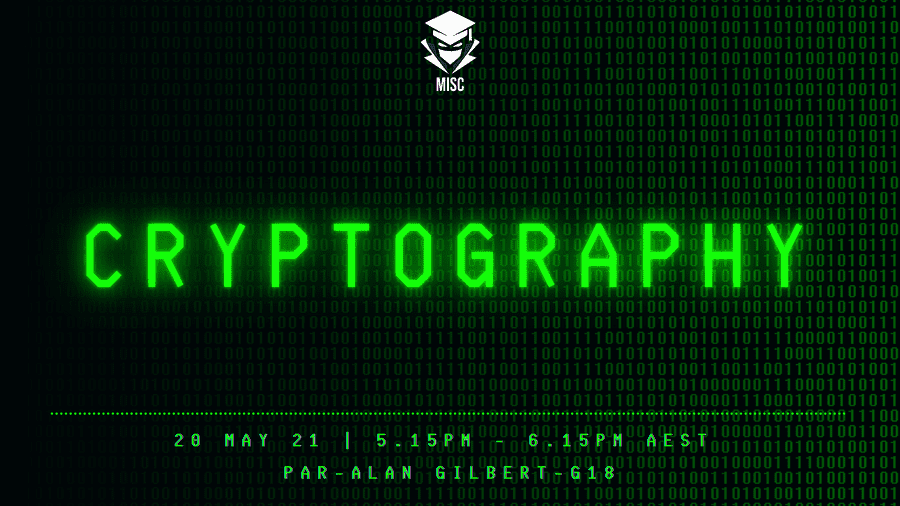 MISC
CRYPTOGRAPHY
20 MAY 21 | 5.15PM - 6.15PM AEST
PAR-ALAN GILBERT-G18